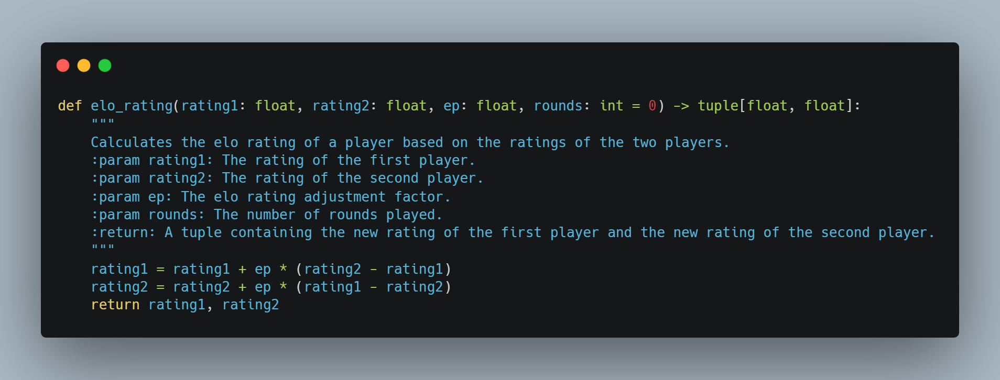 def elo_rating(rating1: float, rating2: float, ep: float, rounds: int = 0) -> tuple[float, float]:
    """
    Calculates the elo rating of a player based on the ratings of the two players.
    :param rating1: The rating of the first player.
    :param rating2: The rating of the second player.
    :param ep: The elo rating adjustment factor.
    :param rounds: The number of rounds played.
    :return: A tuple containing the new rating of the first player and the new rating of the second player.
    """
    rating1 = rating1 + ep * (rating2 - rating1)
    rating2 = rating2 + ep * (rating1 - rating2)
    return rating1, rating2